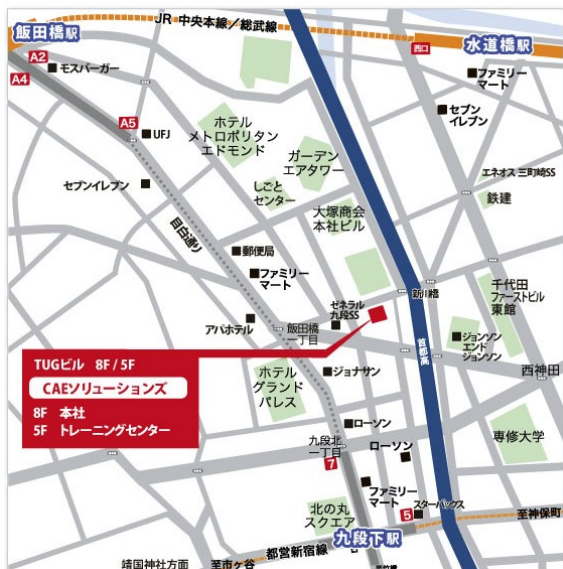 JR 中央本線／総武線
飯田橋駅
西口
水道橋駅
A2
A4
モスバーガー
ファミリー
マート
セブン
イレブン
A5
UFJ
ホテル
メトロポリタン
エドモンド
ガーデン
エアタワー
エネオス 三崎町SS
セブンイレブン
しごと
センター
鉄建
大塚商会
本社ビル
目白通り
郵便局
ファミリー
マート
新川橋
千代田
ファーストビル
東館
ゼネラル
九段SS
アパホテル
飯田橋
一丁目
首都高
ジョンソン
エンド
ジョンソン
TUGビル 8F / 5F
CAEソリューションズ
8F 本社
5F トレーニングセンター
西神田
ホテル
グランド
パレス
ジョナサン
ローソン
九段北
一丁目
7
ローソン
専修大学
ファミリー
マート
北の丸
スクエア
5
スターバックス
九段下駅
至神保町
都営新宿線
靖国神社方面
至市ヶ谷